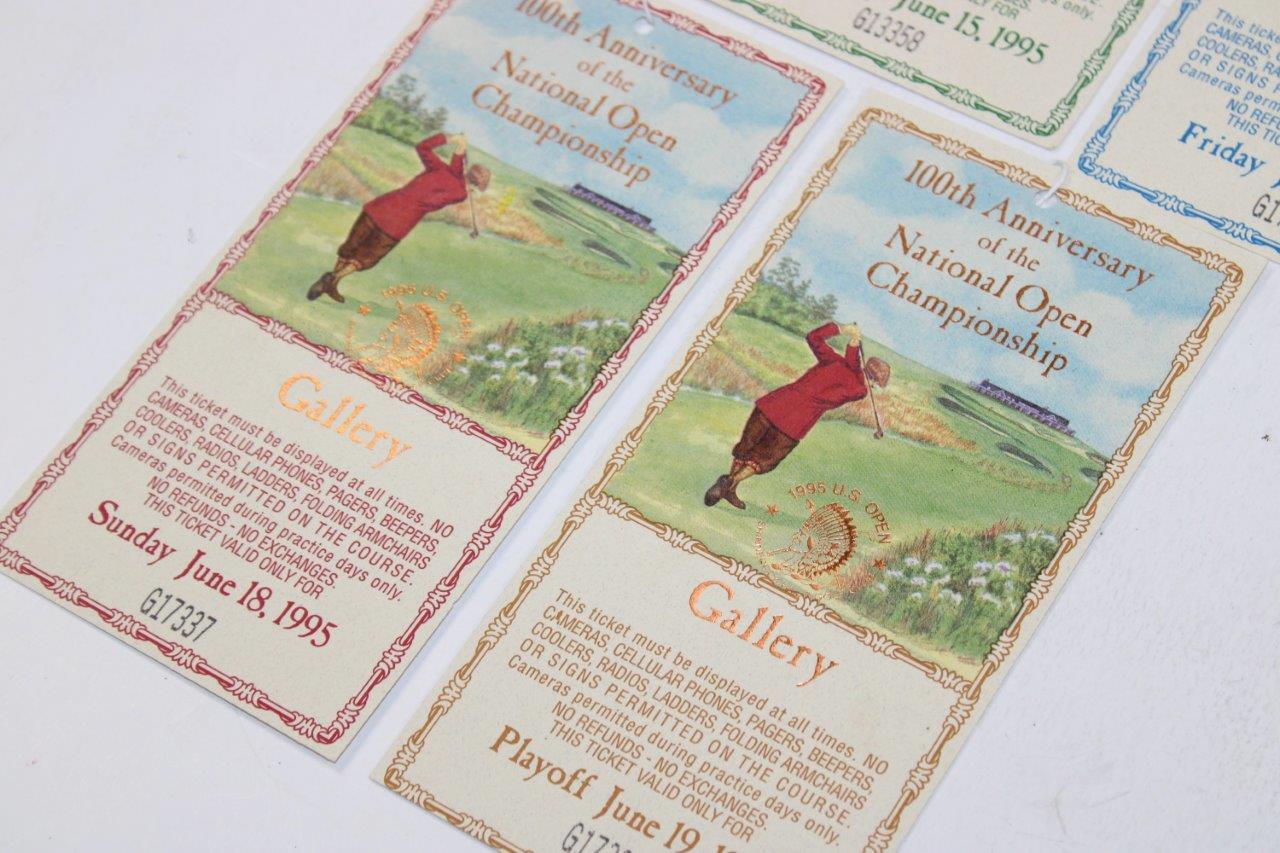 100th Anniversary
of the
National Open
Championship
1995 U.S. OPEN
Gallery
This ticket must be displayed at all times. NO
CAMERAS, CELLULAR PHONES, PAGERS, BEEPERS,
COOLERS, RADIOS, LADDERS, FOLDING ARMCHAIRS
OR SIGNS PERMITTED ON THE COURSE.
Cameras permitted during practice days only.
NO REFUNDS - NO EXCHANGES
THIS TICKET VALID ONLY FOR
Sunday June 18, 1995
G17337
100th Anniversary
of the
National Open
Championship
1995 U.S. OPEN
Gallery
This ticket must be displayed at all times. NO
CAMERAS, CELLULAR PHONES, PAGERS, BEEPERS
COOLERS, RADIOS, LADDERS, FOLDING ARMCHAIRS
OR SIGNS PERMITTED ON THE COURSE.
Cameras permitted during practice days only.
NO REFUNDS - NO EXCHANGES.
THIS TICKET VALID ONLY FOR
Playoff June 19,
days only.
FOR
June 15, 1995
G13358
This
CAMERAS,
COOLERS,
OR SIGNS
Cameras
THIS
Friday